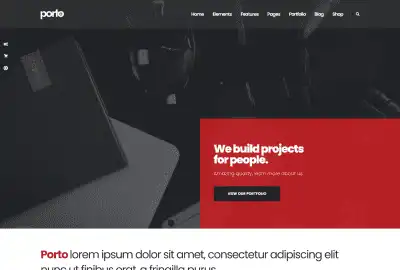 porto
Home Elements Features Pages Portfolio Blog Shop
We build projects
for people.
Amazing quality, learn more about us.
VIEW OUR PORTFOLIO
Porto lorem ipsum dolor sit amet, consectetur adipiscing elit
nunc ut finibus erat, a fringilla purus